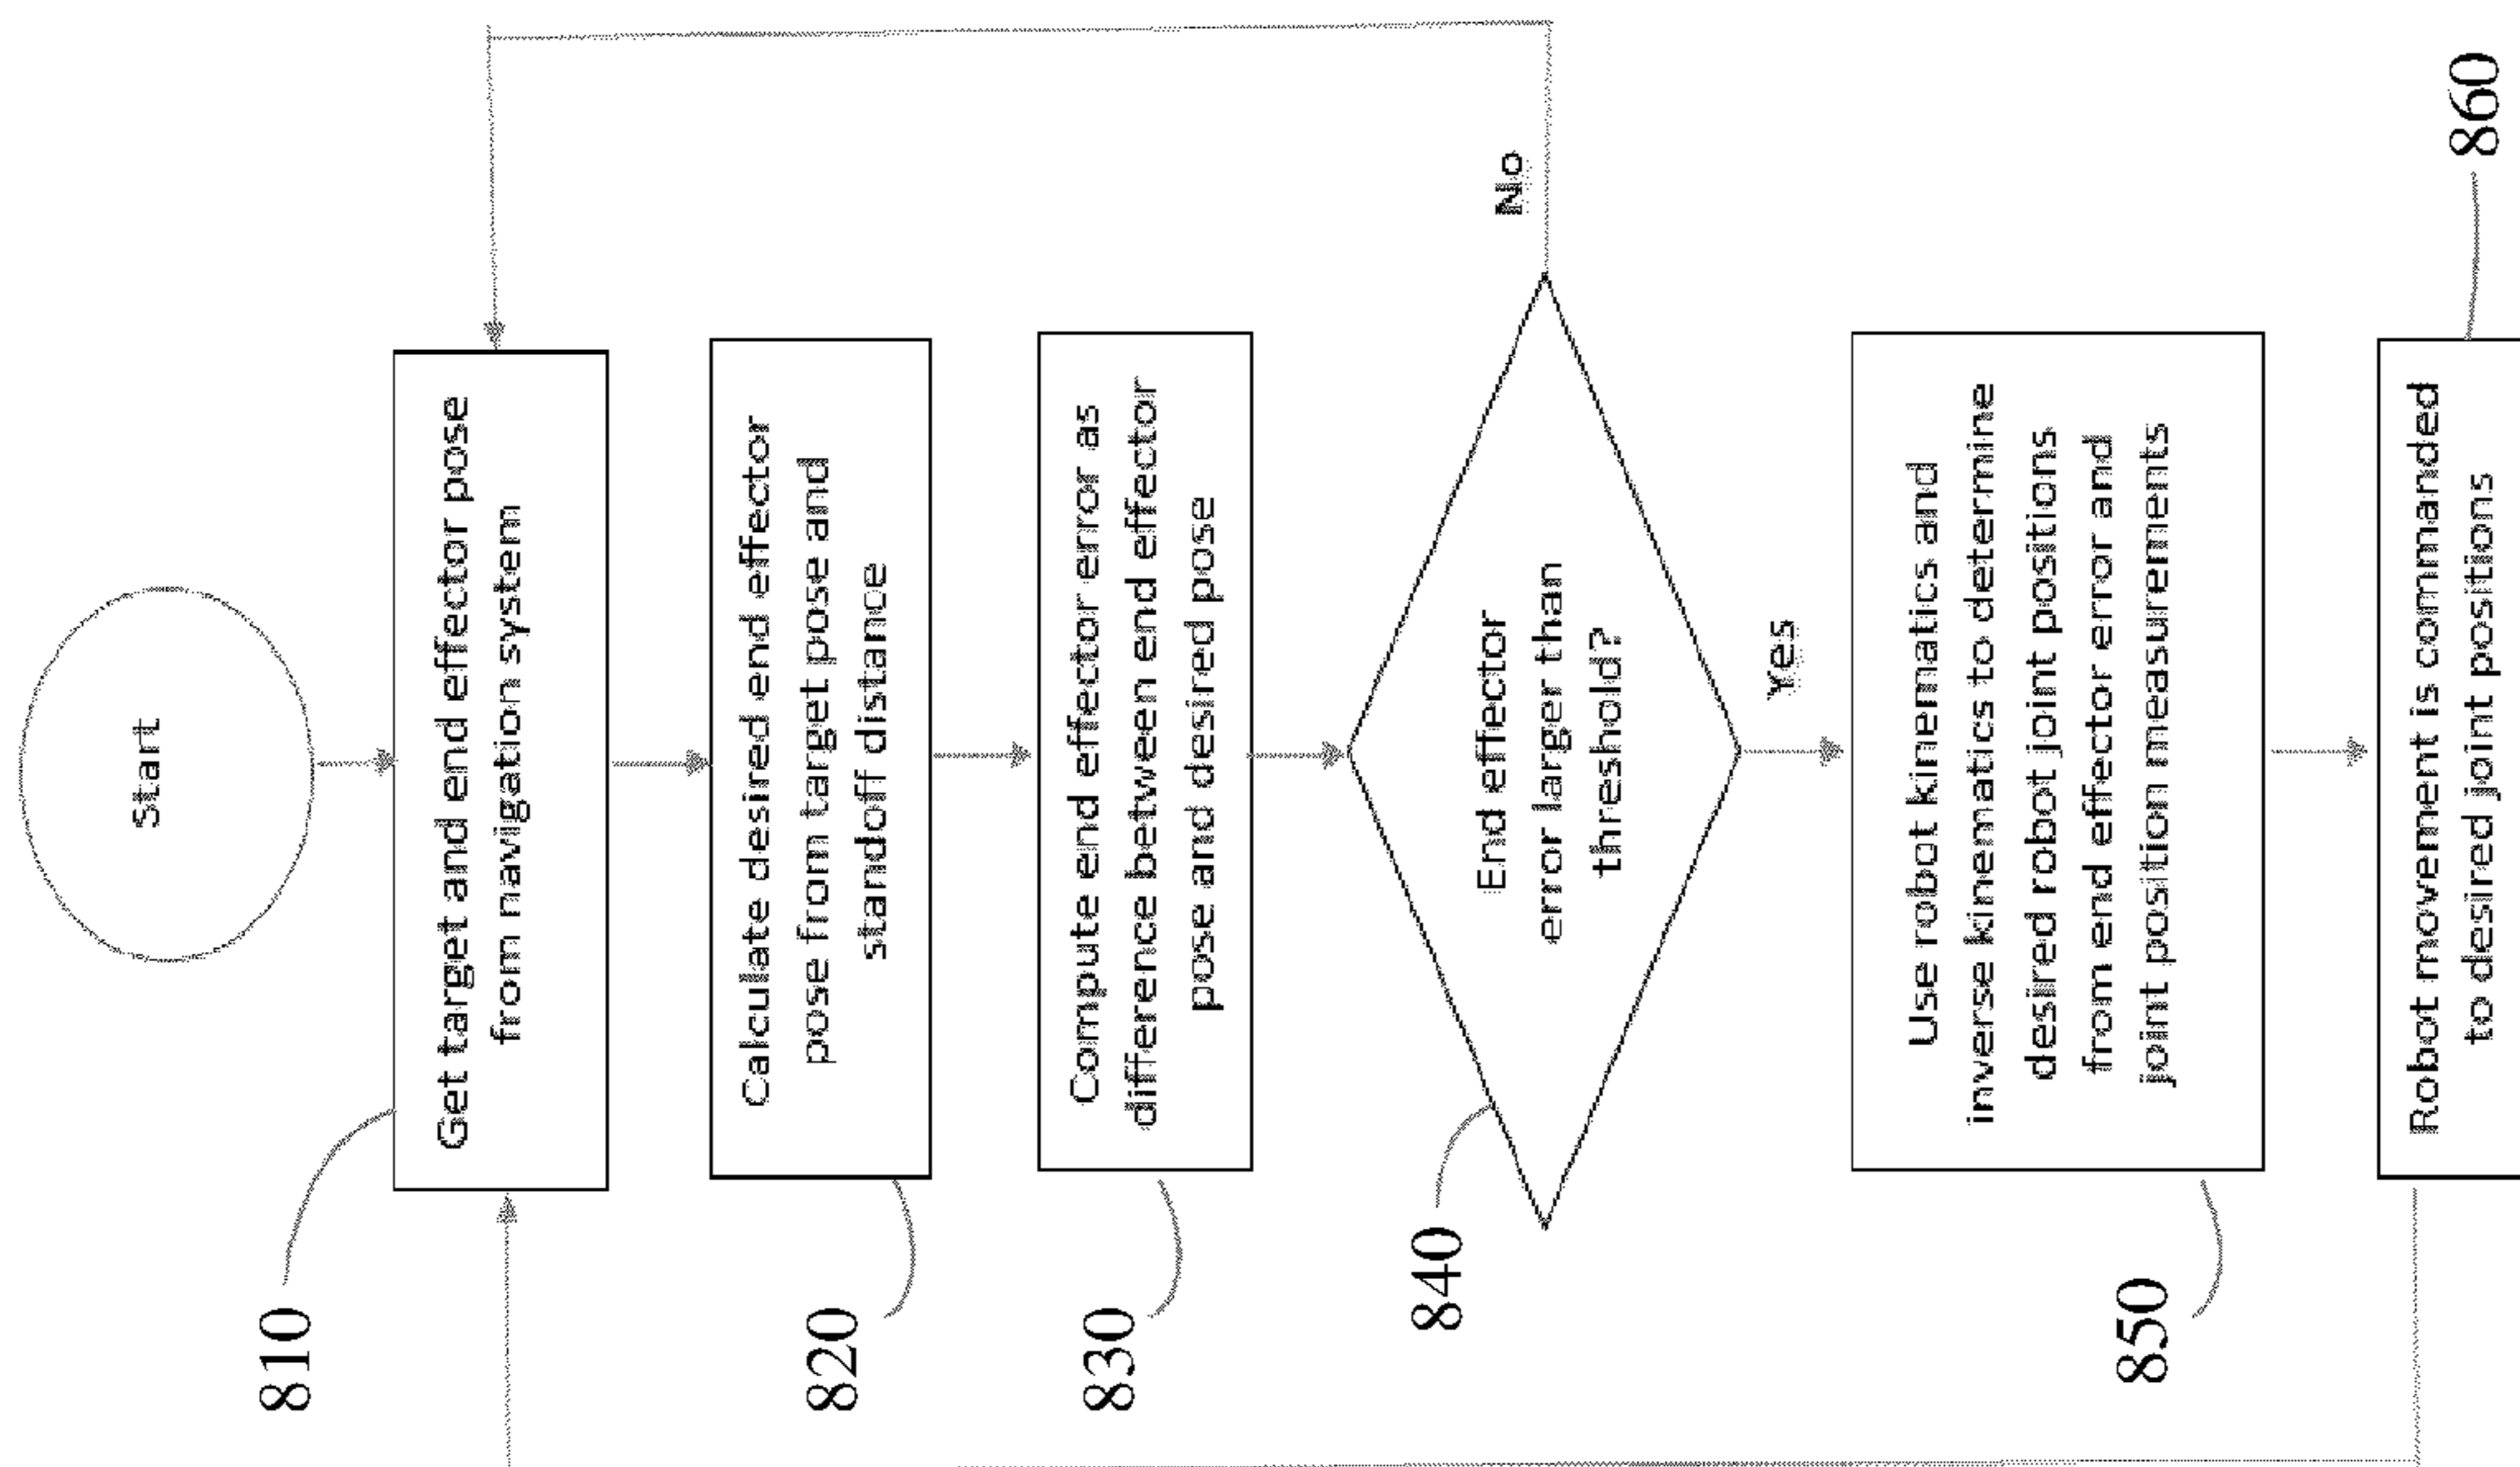 Start
810
Get target and end effector pose
from navigation system
820
Calculate desired end effector
pose from target pose and
standoff distance
830
Compute end effector error as
difference between end effector
pose and desired pose
840
End effector
error larger than
threshold?
No
Yes
850
Use robot kinematics and
inverse kinematics to determine
desired robot joint positions
from end effector error and
joint position measurements
860
Robot movement is commanded
to desired joint positions